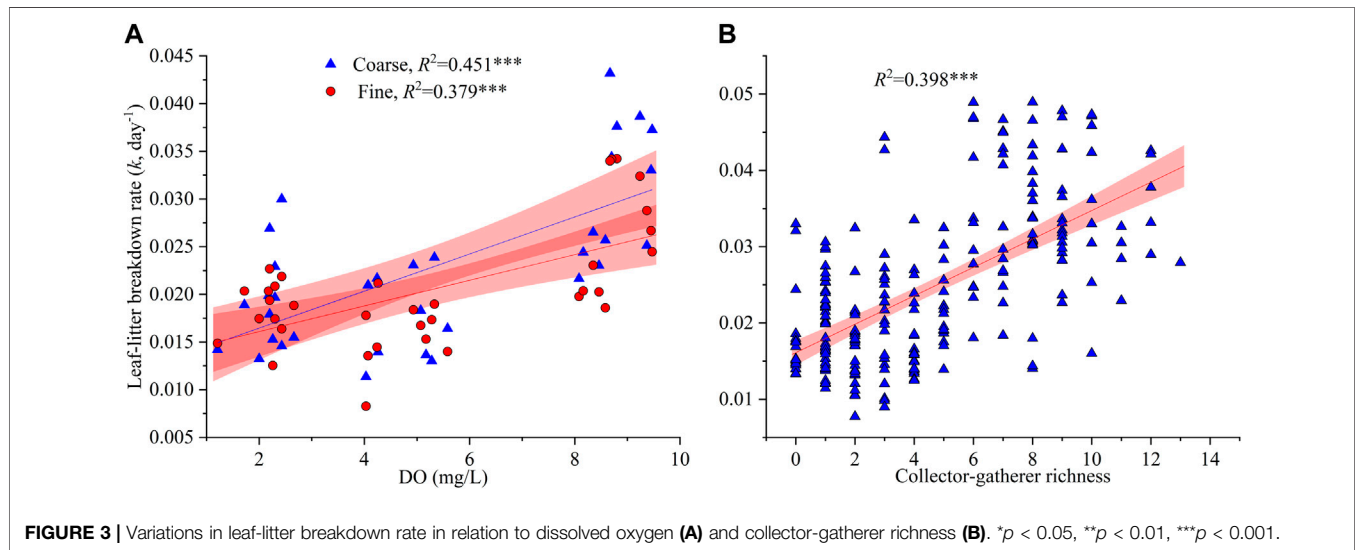 A
Coarse, R²=0.451***
Fine, R²=0.379***
0.045
0.040
0.035
0.030
0.025
0.020
0.015
0.010
0.005
Leaf-litter breakdown rate (k, day⁻¹)
2 4 6 8 10
DO (mg/L)
B
R²=0.398***
0.05
0.04
0.03
0.02
0.01
0 2 4 6 8 10 12 14
Collector-gatherer richness
FIGURE 3 | Variations in leaf-litter breakdown rate in relation to dissolved oxygen (A) and collector-gatherer richness (B). *p < 0.05, **p < 0.01, ***p < 0.001.